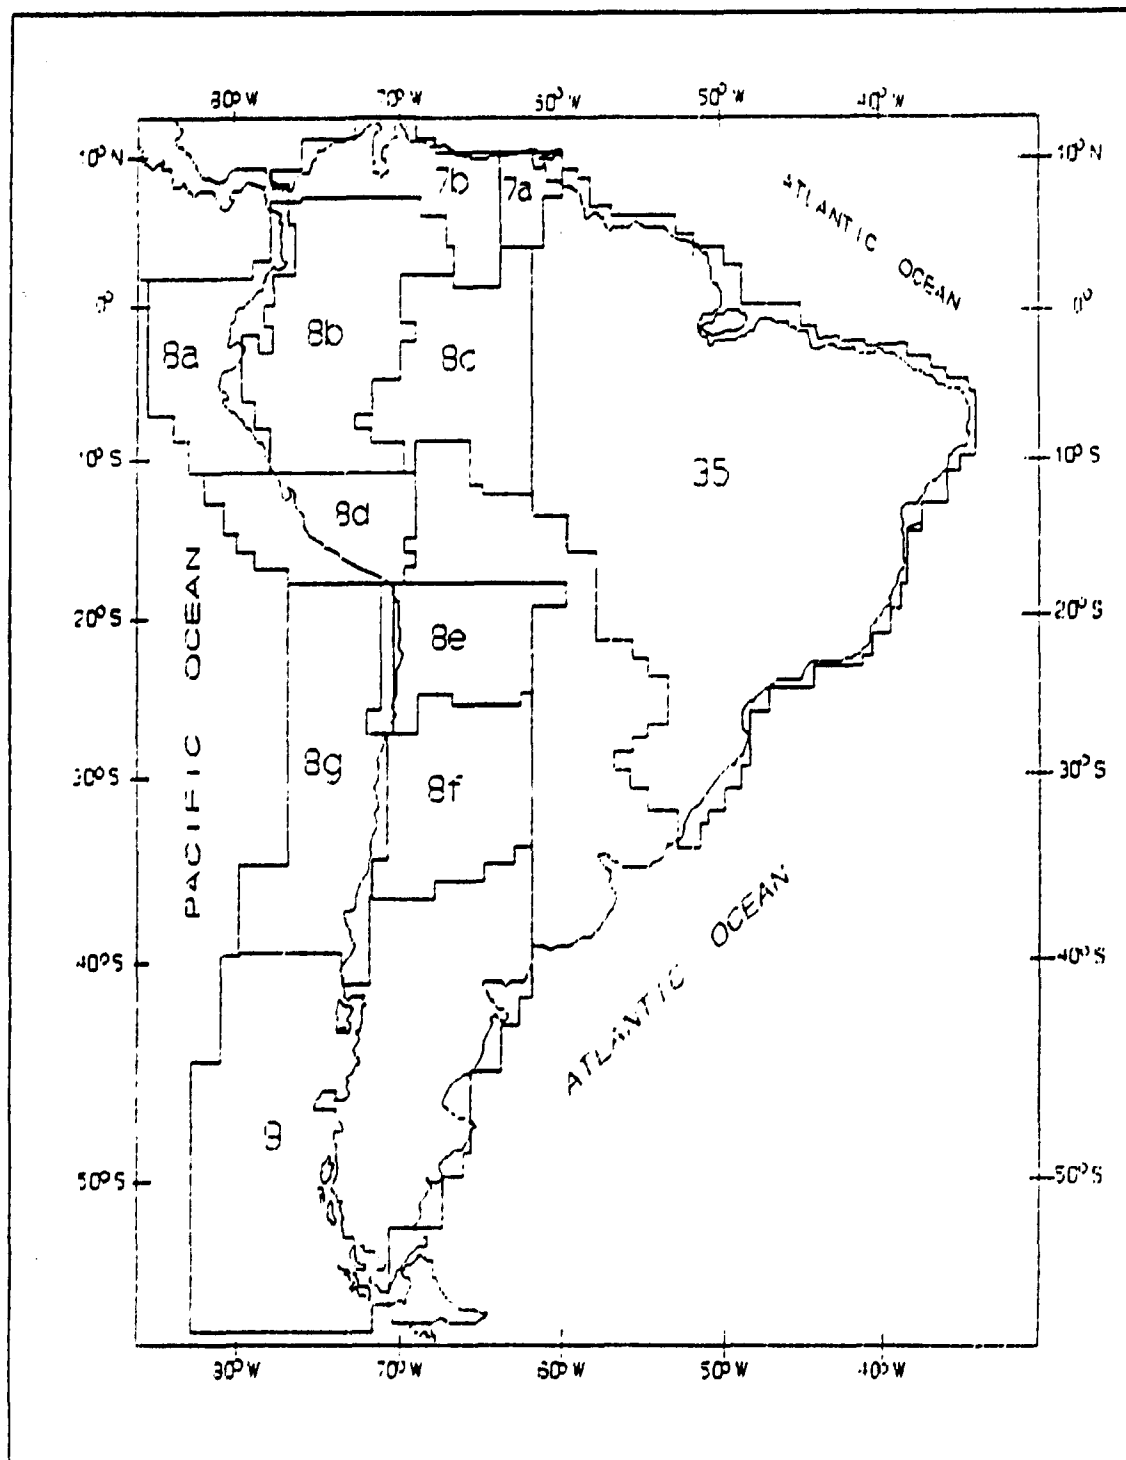 80°W 70°W 60°W 50°W 40°W
10°N 10°N
7b 7a
ATLANTIC OCEAN
0° 0°
8a 8b 8c
10°S 10°S
35
8d
20°S 20°S
8e
PACIFIC OCEAN
8g 8f
30°S 30°S
ATLANTIC OCEAN
40°S 40°S
9
50°S 50°S
80°W 70°W 60°W 50°W 40°W